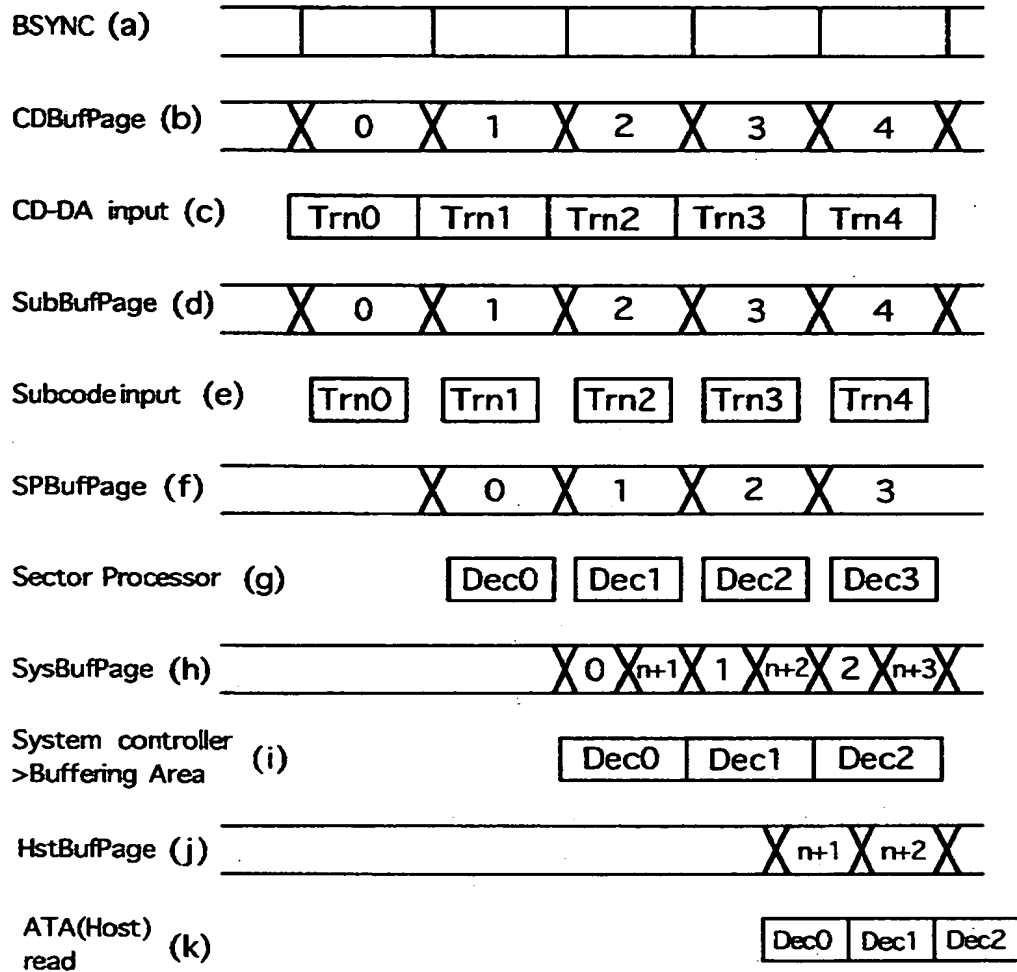 BSYNC (a)
CDBufPage (b) 0 1 2 3 4
CD-DA input (c) Trn0 Trn1 Trn2 Trn3 Trn4
SubBufPage (d) 0 1 2 3 4
Subcode input (e) Trn0 Trn1 Trn2 Trn3 Trn4
SPBufPage (f) 0 1 2 3
Sector Processor (g) Dec0 Dec1 Dec2 Dec3
SysBufPage (h) 0 n+1 1 n+2 2 n+3
System controller
>Buffering Area (i) Dec0 Dec1 Dec2
HstBufPage (j) n+1 n+2
ATA(Host)
read (k) Dec0 Dec1 Dec2